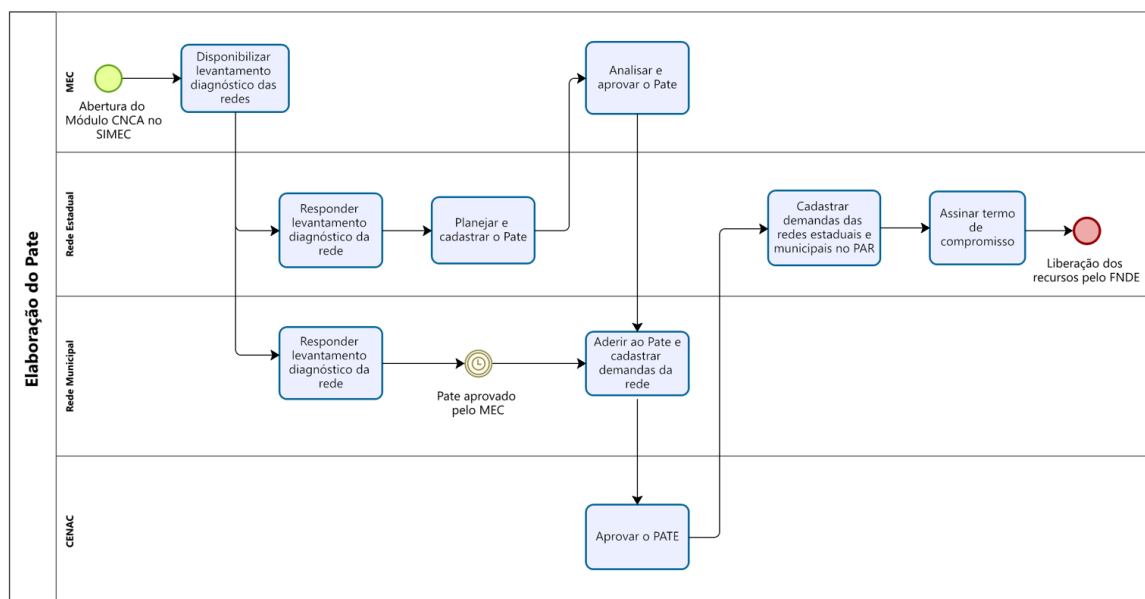 Elaboração do Pate
MEC
Abertura do
Módulo CNCA no
SIMEC
Disponibilizar
levantamento
diagnóstico das
redes
Analisar e
aprovar o Pate
Rede Estadual
Responder
levantamento
diagnóstico da
rede
Planejar e
cadastrar o Pate
Cadastrar
demandas das
redes estaduais e
municipais no PAR
Assinar termo
de
compromisso
Liberação dos
recursos pelo FNDE
Rede Municipal
Responder
levantamento
diagnóstico da
rede
Pate aprovado
pelo MEC
Aderir ao Pate e
cadastrar
demandas da
rede
CENAC
Aprovar o PATE